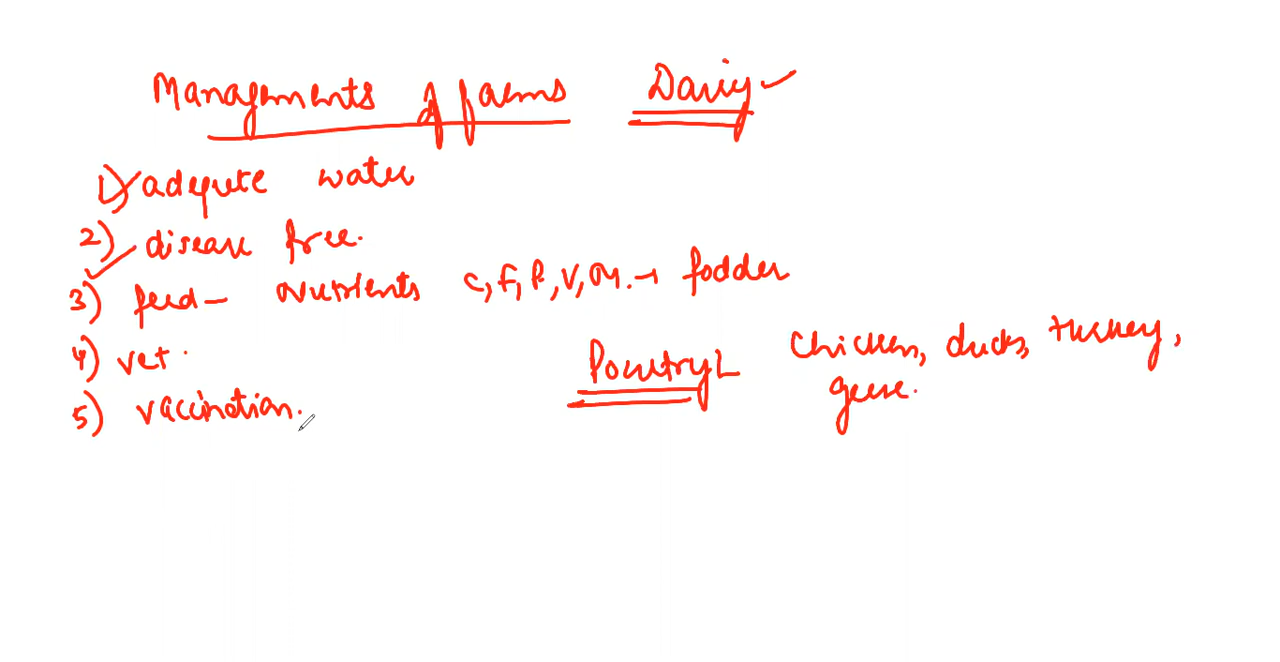 Managements of farms Dairy
1) adequte water
2) disease free.
3) feed - nutrients C, F, P, V, M. → fodder
4) vet.
5) vaccination.
Poultry chicken, ducks, turkey,
geese.